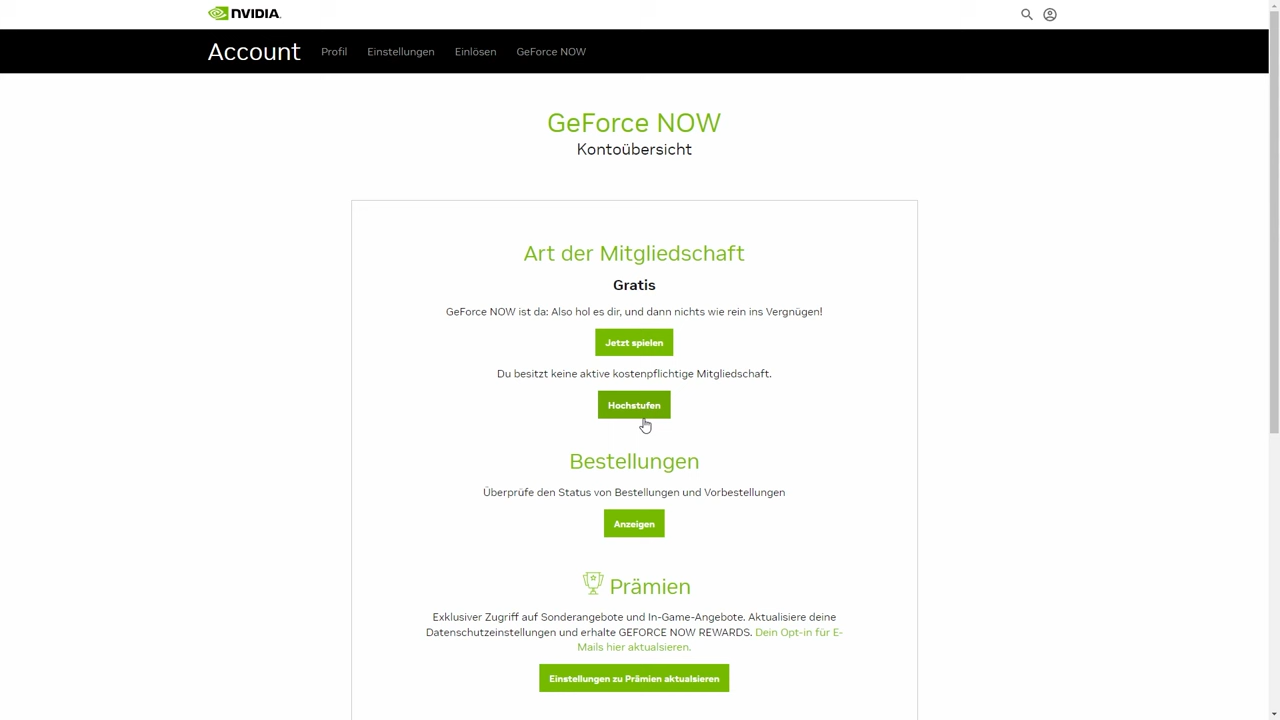 NVIDIA.
Account Profil Einstellungen Einlösen GeForce NOW
GeForce NOW
Kontoübersicht
Art der Mitgliedschaft
Gratis
GeForce NOW ist da: Also hol es dir, und dann nichts wie rein ins Vergnügen!
Jetzt spielen
Du besitzt keine aktive kostenpflichtige Mitgliedschaft.
Hochstufen
Bestellungen
Überprüfe den Status von Bestellungen und Vorbestellungen
Anzeigen
Prämien
Exklusiver Zugriff auf Sonderangebote und In-Game-Angebote. Aktualisiere deine
Datenschutzeinstellungen und erhalte GEFORCE NOW REWARDS. Dein Opt-in für E-
Mails hier aktualsieren.
Einstellungen zu Prämien aktualsieren